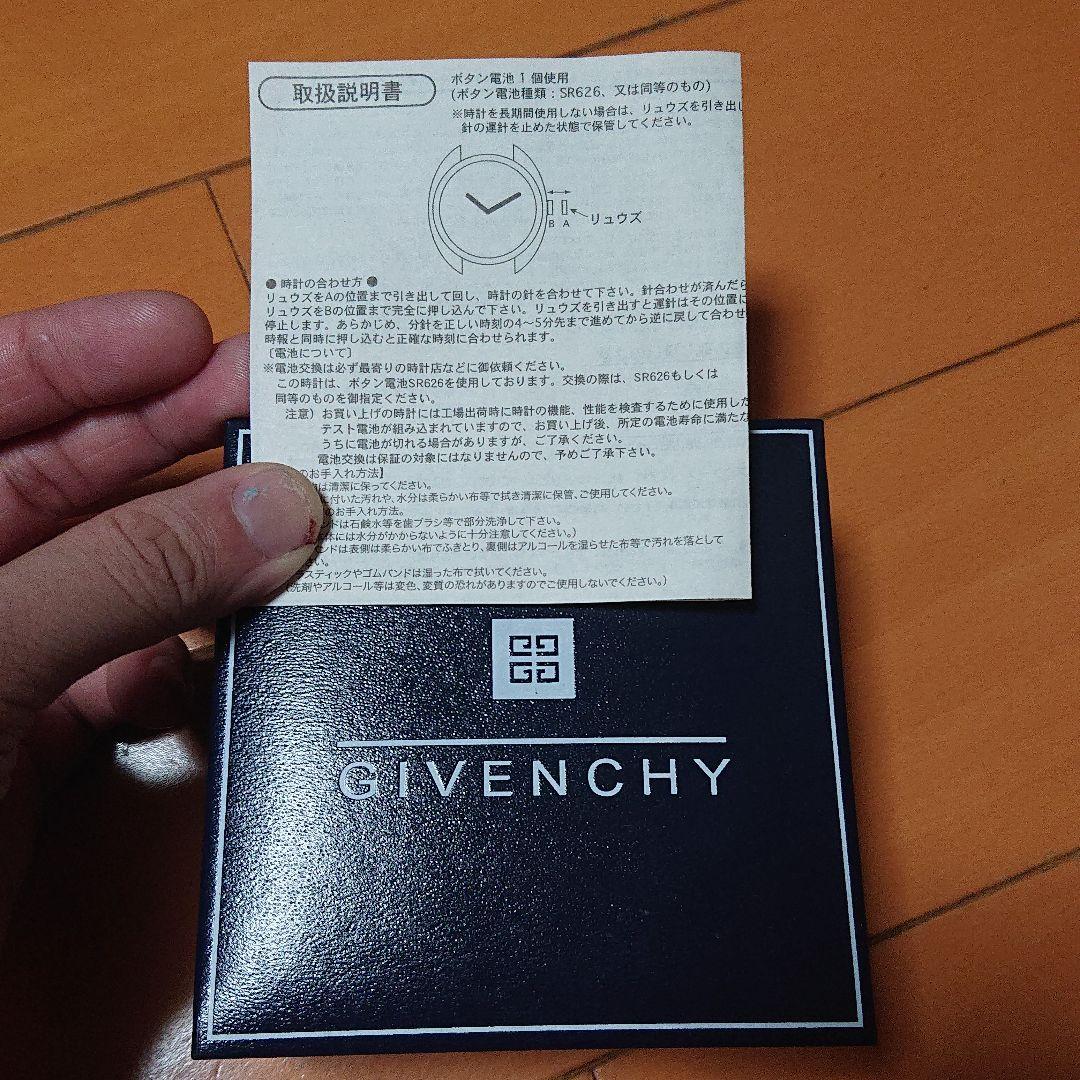 取扱説明書
ボタン電池1個使用
(ボタン電池種類:SR626、又は同等のもの)
※時計を長期間使用しない場合は、リュウズを引き出し
針の運針を止めた状態で保管してください。
B A
リュウズ
● 時計の合わせ方 ●
リュウズをAの位置まで引き出して回し、時計の針を合わせて下さい。針合わせが済んだら
リュウズをBの位置まで完全に押し込んで下さい。リュウズを引き出すと運針はその位置に
停止します。あらかじめ、分針を正しい時刻の4〜5分先まで進めてから逆に戻して合わせ
時報と同時に押し込むと正確な時刻に合わせられます。
〔電池について〕
※電池交換は必ず最寄りの時計店などに御依頼ください。
この時計は、ボタン電池SR626を使用しております。交換の際は、SR626もしくは
同等のものを御指定ください。
注意)お買い上げの時計には工場出荷時に時計の機能、性能を検査するために使用した
テスト電池が組み込まれていますので、お買い上げ後、所定の電池寿命に満たな
うちに電池が切れる場合がありますが、ご了承ください。
電池交換は保証の対象にはなりませんので、予めご了承下さい。
のお手入れ方法】
は清潔に保ってください。
に付いた汚れや、水分は柔らかい布等で拭き清潔に保管、ご使用してください。
のお手入れ方法。
ンドは石鹸水等を歯ブラシ等で部分洗浄して下さい。
体には水分がかからないように十分注意してください。)
ンドは表側は柔らかい布でふきとり、裏側はアルコールを湿らせた布等で汚れを落として
さい。
スティックやゴムバンドは湿った布で拭いてください。
洗剤やアルコール等は変色、変質の恐れがありますのでご使用しないでください。)
GIVENCHY